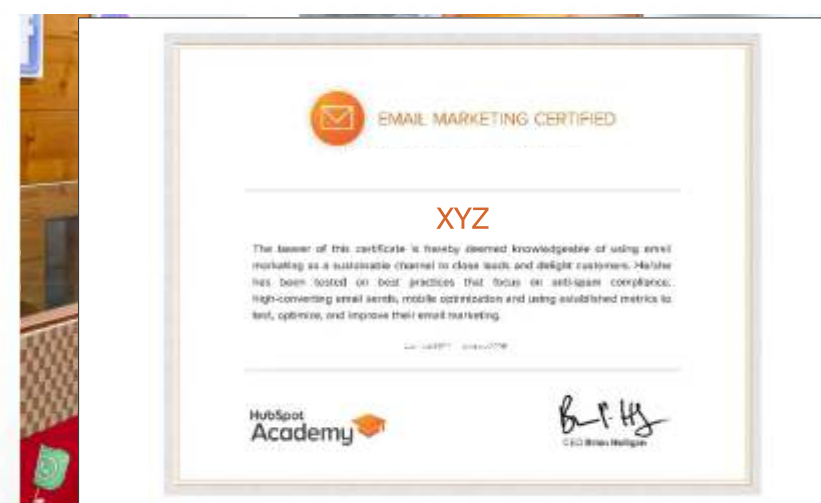 EMAIL MARKETING CERTIFIED
XYZ
The bearer of this certificate is hereby deemed knowledgeable of using email
marketing as a sustainable channel to close leads and delight customers. He/she
has been tested on best practices that focus on anti-spam compliance,
high-converting email sends, mobile optimization and using established metrics to
test, optimize, and improve their email marketing.
HubSpot
Academy
CEO Brian Halligan